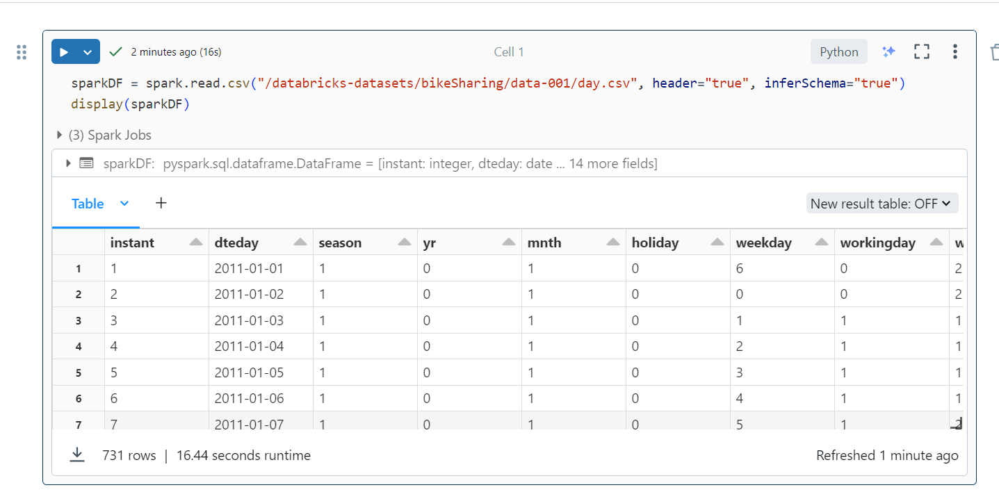 2 minutes ago (16s) Cell 1 Python
sparkDF = spark.read.csv("/databricks-datasets/bikeSharing/data-001/day.csv", header="true", inferSchema="true")
display(sparkDF)
(3) Spark Jobs
sparkDF: pyspark.sql.dataframe.DataFrame = [instant: integer, dteday: date ... 14 more fields]
Table + New result table: OFF
instant dteday season yr mnth holiday weekday workingday w
1 1 2011-01-01 1 0 1 0 6 0 2
2 2 2011-01-02 1 0 1 0 0 0 2
3 3 2011-01-03 1 0 1 0 1 1 1
4 4 2011-01-04 1 0 1 0 2 1 1
5 5 2011-01-05 1 0 1 0 3 1 1
6 6 2011-01-06 1 0 1 0 4 1 1
7 7 2011-01-07 1 0 1 0 5 1 2
731 rows | 16.44 seconds runtime Refreshed 1 minute ago